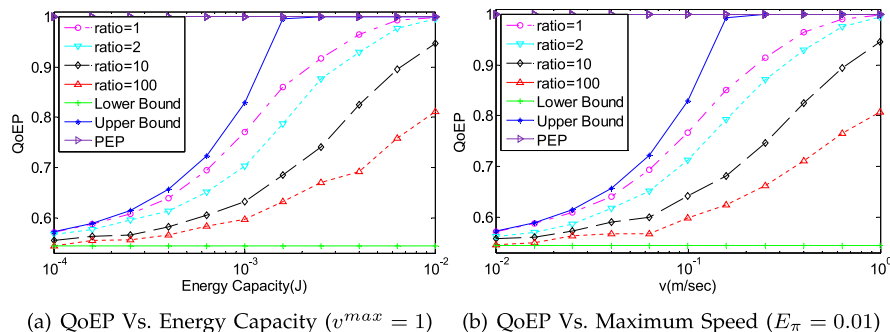 1
0.9
0.8
0.7
0.6
QoEP
ratio=1
ratio=2
ratio=10
ratio=100
Lower Bound
Upper Bound
PEP
10^-4
10^-3
10^-2
Energy Capacity(J)
(a) QoEP Vs. Energy Capacity (v^max = 1)
1
0.9
0.8
0.7
0.6
QoEP
ratio=1
ratio=2
ratio=10
ratio=100
Lower Bound
Upper Bound
PEP
10^-2
10^-1
10^0
v(m/sec)
(b) QoEP Vs. Maximum Speed (E_π = 0.01)